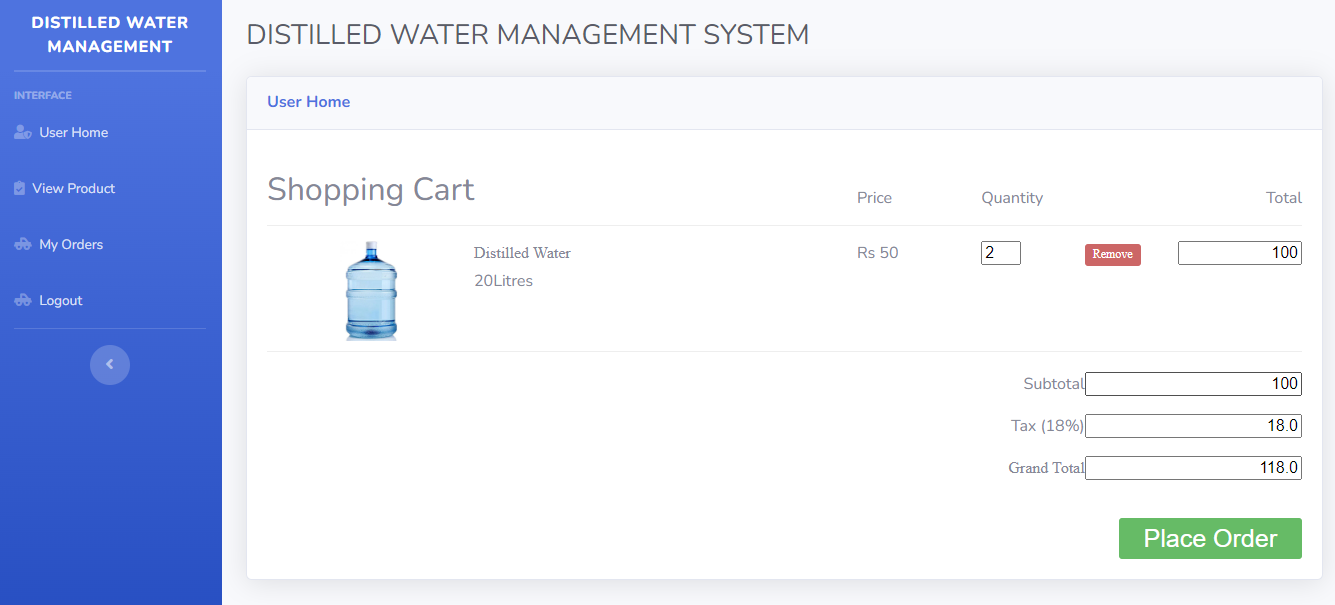 DISTILLED WATER
MANAGEMENT
INTERFACE
User Home
View Product
My Orders
Logout
DISTILLED WATER MANAGEMENT SYSTEM
User Home
Shopping Cart Price Quantity Total
Distilled Water Rs 50 2 Remove 100
20Litres
Subtotal 100
Tax (18%) 18.0
Grand Total 118.0
Place Order